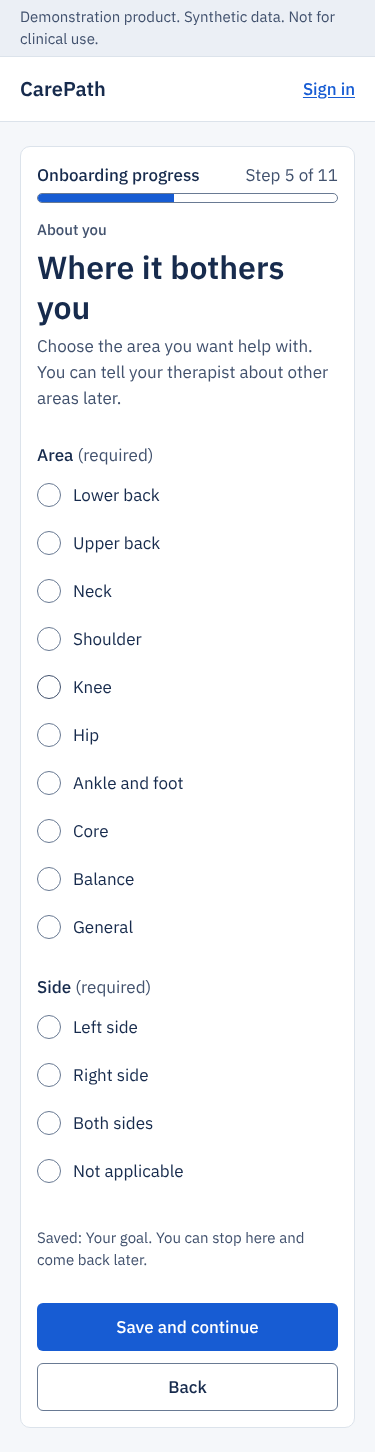 Demonstration product. Synthetic data. Not for
clinical use.
CarePath
Sign in
Onboarding progress
Step 5 of 11
About you
Where it bothers
you
Choose the area you want help with.
You can tell your therapist about other
areas later.
Area (required)
Lower back
Upper back
Neck
Shoulder
Knee
Hip
Ankle and foot
Core
Balance
General
Side (required)
Left side
Right side
Both sides
Not applicable
Saved: Your goal. You can stop here and
come back later.
Save and continue
Back